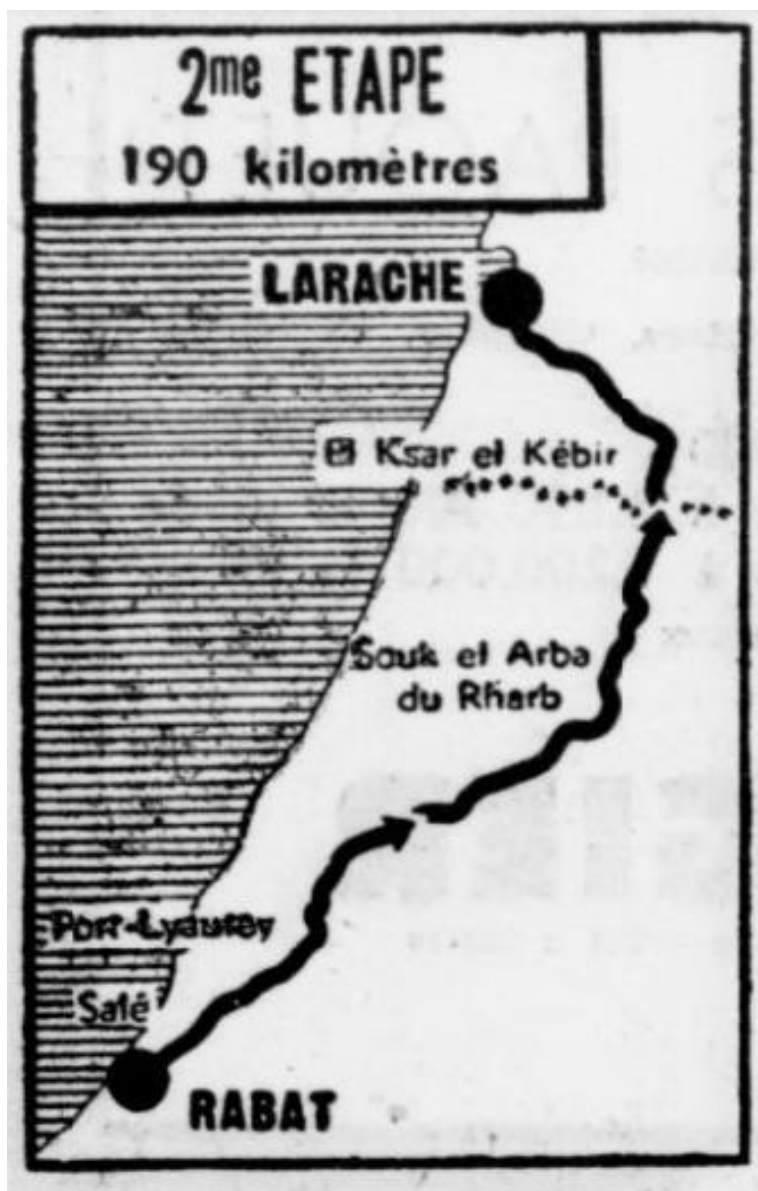 2me ETAPE
190 kilomètres
LARACHE
El Ksar el Kébir
Souk el Arba
du Rharb
Port-Lyautey
Salé
RABAT